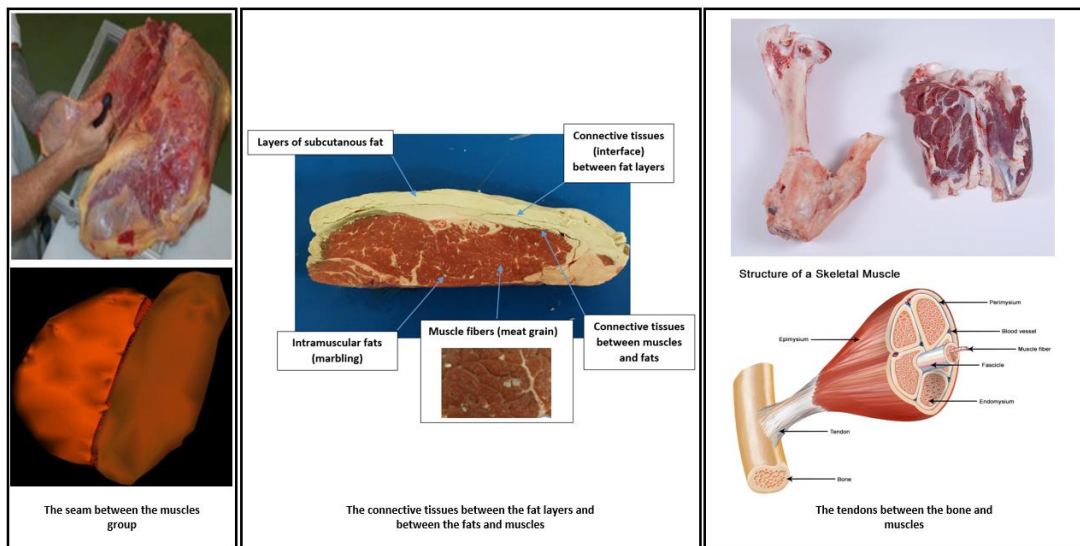 The seam between the muscles
group
Layers of subcutanous fat
Connective tissues
(interface)
between fat layers
Intramuscular fats
(marbling)
Muscle fibers (meat grain)
Connective tissues
between muscles
and fats
The connective tissues between the fat layers and
between the fats and muscles
Structure of a Skeletal Muscle
Perimysium
Blood vessel
Epimysium
Muscle fiber
Fascicle
Endomysium
Tendon
Bone
The tendons between the bone and
muscles